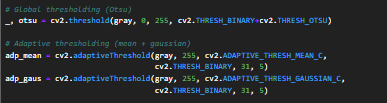 # Global thresholding (Otsu)
_, otsu = cv2.threshold(gray, 0, 255, cv2.THRESH_BINARY+cv2.THRESH_OTSU)
# Adaptive thresholding (mean + gaussian)
adp_mean = cv2.adaptiveThreshold(gray, 255, cv2.ADAPTIVE_THRESH_MEAN_C,
cv2.THRESH_BINARY, 31, 5)
adp_gaus = cv2.adaptiveThreshold(gray, 255, cv2.ADAPTIVE_THRESH_GAUSSIAN_C,
cv2.THRESH_BINARY, 31, 5)